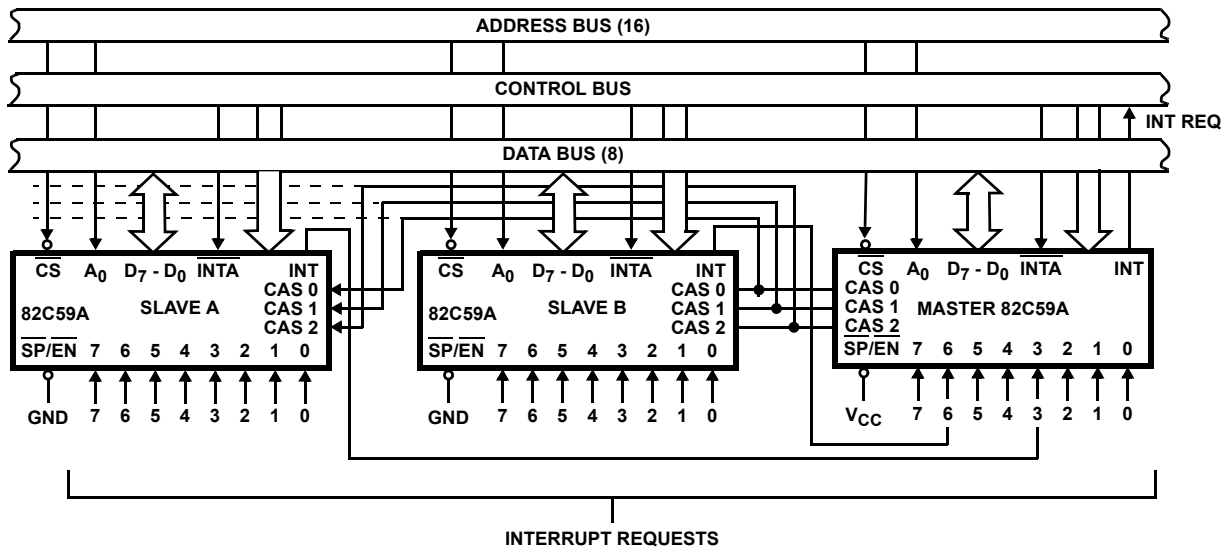 ADDRESS BUS (16)
CONTROL BUS
INT REQ
DATA BUS (8)
CS A0 D7 - D0 INTA INT
CAS 0
82C59A SLAVE A CAS 1
CAS 2
SP/EN 7 6 5 4 3 2 1 0
GND 7 6 5 4 3 2 1 0
CS A0 D7 - D0 INTA INT
CAS 0
82C59A SLAVE B CAS 1
CAS 2
SP/EN 7 6 5 4 3 2 1 0
GND 7 6 5 4 3 2 1 0
CS A0 D7 - D0 INTA INT
CAS 0
CAS 1 MASTER 82C59A
CAS 2
SP/EN 7 6 5 4 3 2 1 0
VCC 7 6 5 4 3 2 1 0
INTERRUPT REQUESTS